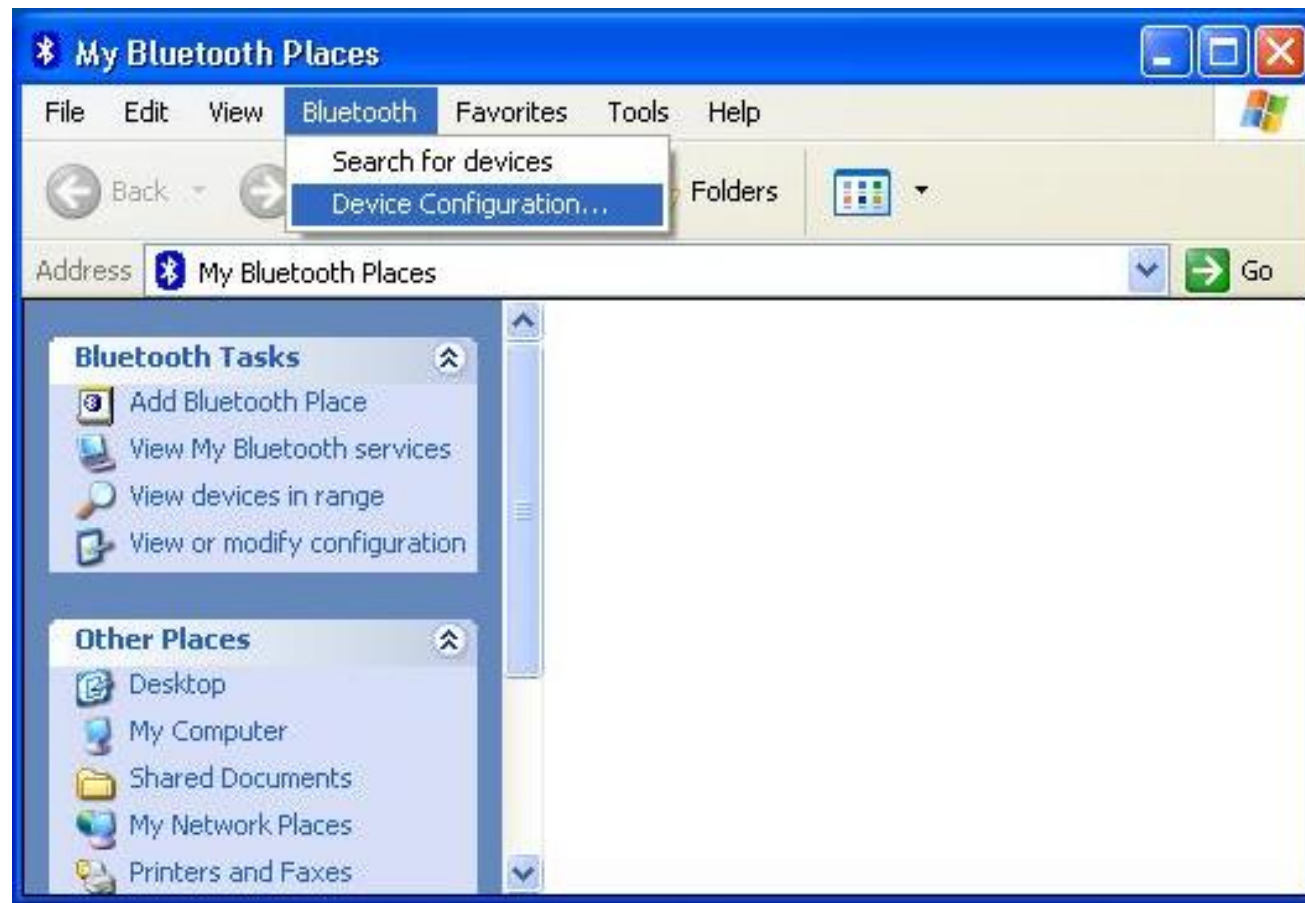 My Bluetooth Places
File Edit View Bluetooth Favorites Tools Help
Search for devices
Device Configuration...
Back Folders
Address My Bluetooth Places Go
Bluetooth Tasks
Add Bluetooth Place
View My Bluetooth services
View devices in range
View or modify configuration
Other Places
Desktop
My Computer
Shared Documents
My Network Places
Printers and Faxes